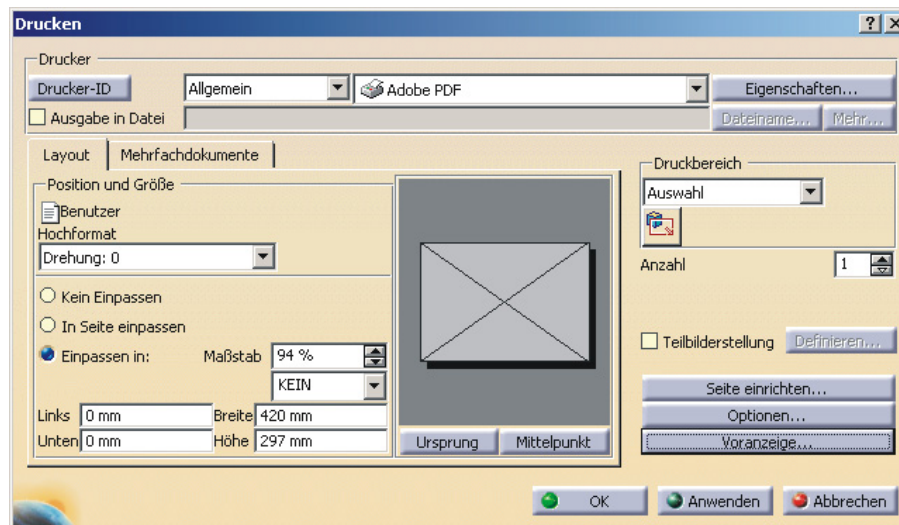 Drucken
Drucker
Drucker-ID Allgemein Adobe PDF Eigenschaften...
Ausgabe in Datei Dateiname... Mehr...
Layout Mehrfachdokumente
Position und Größe
Benutzer
Hochformat
Drehung: 0
Kein Einpassen
In Seite einpassen
Einpassen in: Maßstab 94 %
KEIN
Links 0 mm Breite 420 mm
Unten 0 mm Höhe 297 mm
Ursprung Mittelpunkt
Druckbereich
Auswahl
Anzahl 1
Teilbilderstellung Definieren...
Seite einrichten...
Optionen...
Voranzeige...
OK Anwenden Abbrechen